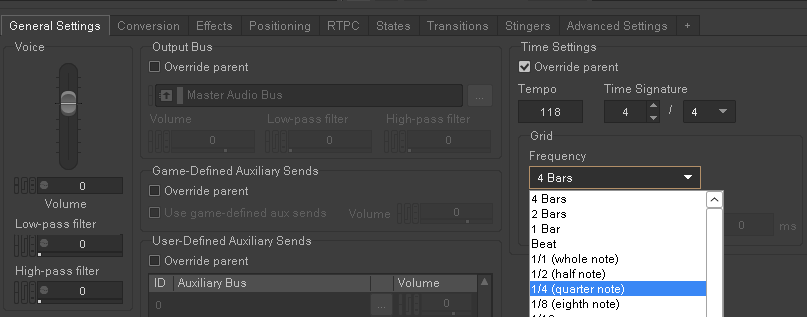 General Settings Conversion Effects Positioning RTPC States Transitions Stingers Advanced Settings +
Voice
0
Volume
Low-pass filter
0
High-pass filter
0
Output Bus
Override parent
Master Audio Bus ...
Volume Low-pass filter High-pass filter
0 0 0
Game-Defined Auxiliary Sends
Override parent
Use game-defined aux sends Volume 0
User-Defined Auxiliary Sends
Override parent
ID Auxiliary Bus Volume
0 ... 0
Time Settings
Override parent
Tempo Time Signature
118 4 / 4
Grid
Frequency
4 Bars
4 Bars
2 Bars
1 Bar
0 ms
Beat
1/1 (whole note)
1/2 (half note)
1/4 (quarter note)
1/8 (eighth note)